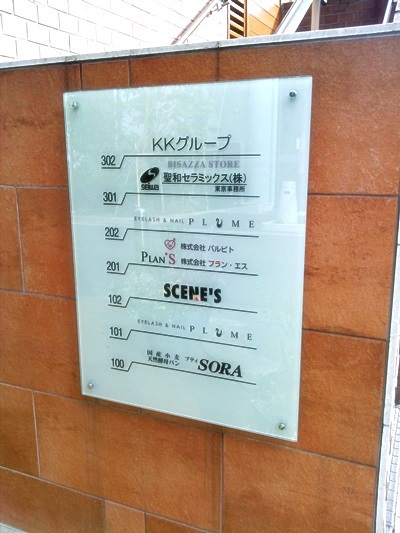 KKグループ
302
BISAZZA STORE
SEIWA 聖和セラミックス(株)
東京事務所
301
EYELASH & NAIL PLUME
202
株式会社 バルビト
PLAN'S 株式会社 プラン・エス
201
SCENE'S
102
EYELASH & NAIL PLUME
101
国産小麦 プティ
天然酵母パン SORA
100